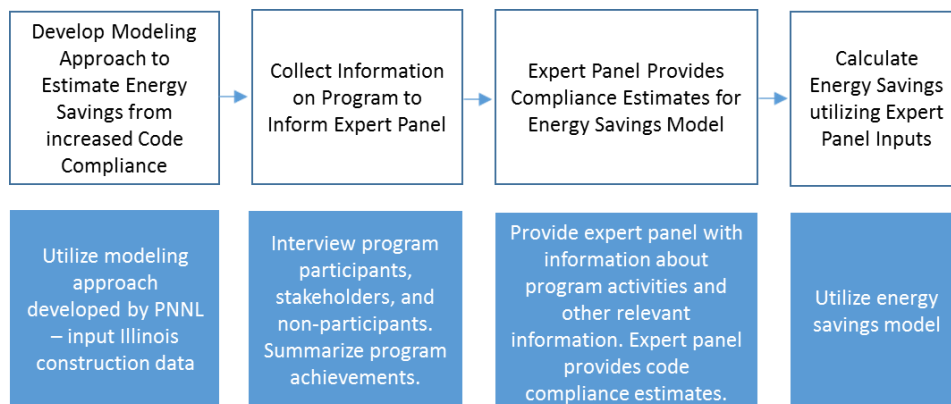 Develop Modeling
Approach to
Estimate Energy
Savings from
increased Code
Compliance
Collect Information
on Program to
Inform Expert Panel
Expert Panel Provides
Compliance Estimates for
Energy Savings Model
Calculate
Energy Savings
utilizing Expert
Panel Inputs
Utilize modeling
approach
developed by PNNL
– input Illinois
construction data
Interview program
participants,
stakeholders, and
non-participants.
Summarize program
achievements.
Provide expert panel with
information about
program activities and
other relevant
information. Expert panel
provides code
compliance estimates.
Utilize energy
savings model